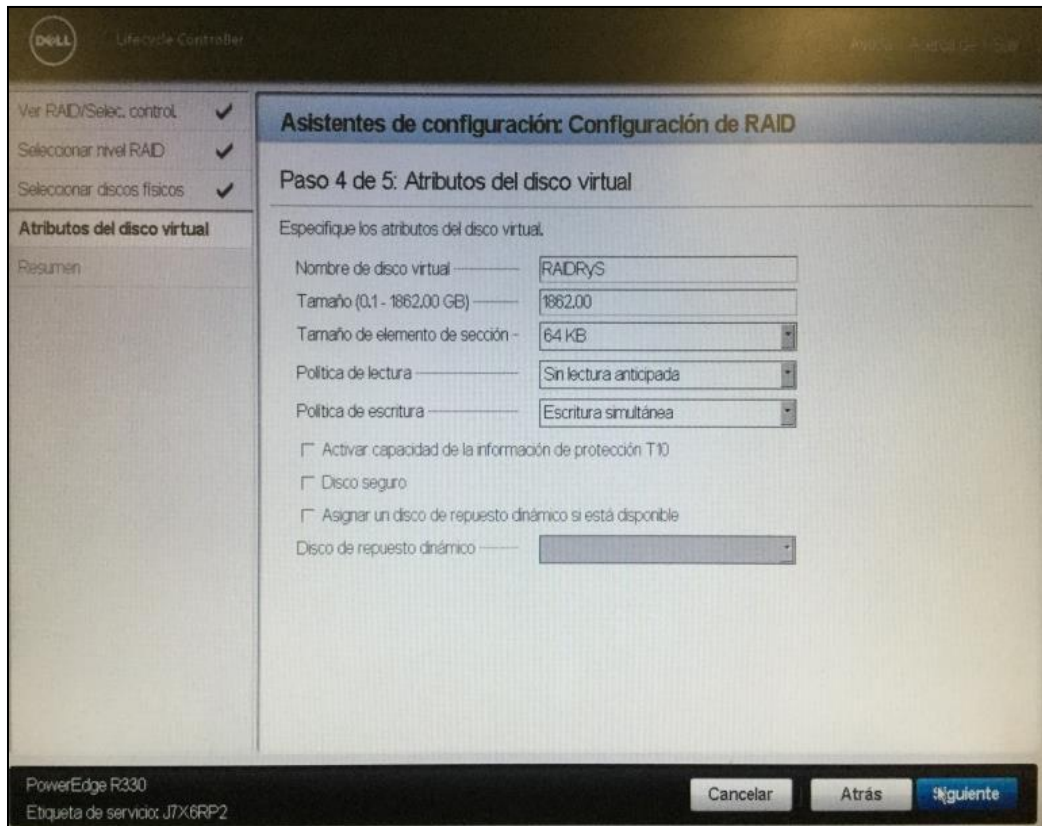 DELL
Lifecycle Controller
Ayuda Acerca de Salir
Ver RAID/Selec. control.
Seleccionar nivel RAID
Seleccionar discos físicos
Atributos del disco virtual
Resumen
Asistentes de configuración: Configuración de RAID
Paso 4 de 5: Atributos del disco virtual
Especifique los atributos del disco virtual.
Nombre de disco virtual RAIDRyS
Tamaño (0.1 - 1862.00 GB) 1862.00
Tamaño de elemento de sección 64 KB
Política de lectura Sin lectura anticipada
Política de escritura Escritura simultánea
Activar capacidad de la información de protección T10
Disco seguro
Asignar un disco de repuesto dinámico si está disponible
Disco de repuesto dinámico
PowerEdge R330
Etiqueta de servicio: J7X6RP2
Cancelar Atrás Siguiente